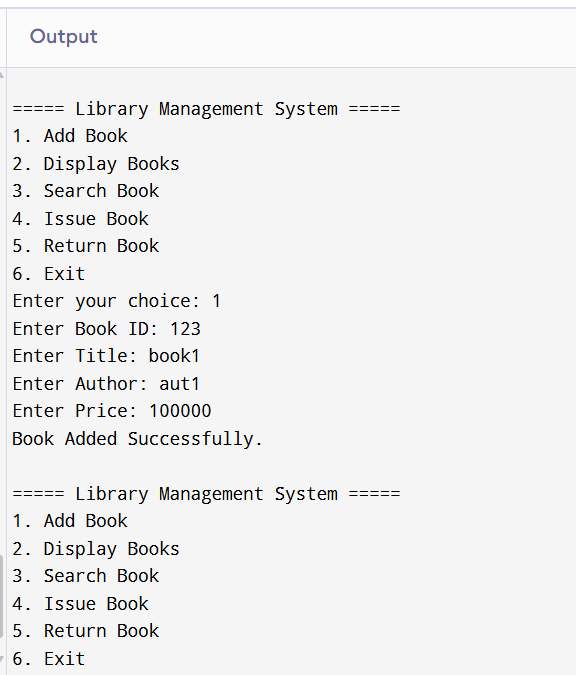 Output
===== Library Management System =====
1. Add Book
2. Display Books
3. Search Book
4. Issue Book
5. Return Book
6. Exit
Enter your choice: 1
Enter Book ID: 123
Enter Title: book1
Enter Author: aut1
Enter Price: 100000
Book Added Successfully.
===== Library Management System =====
1. Add Book
2. Display Books
3. Search Book
4. Issue Book
5. Return Book
6. Exit